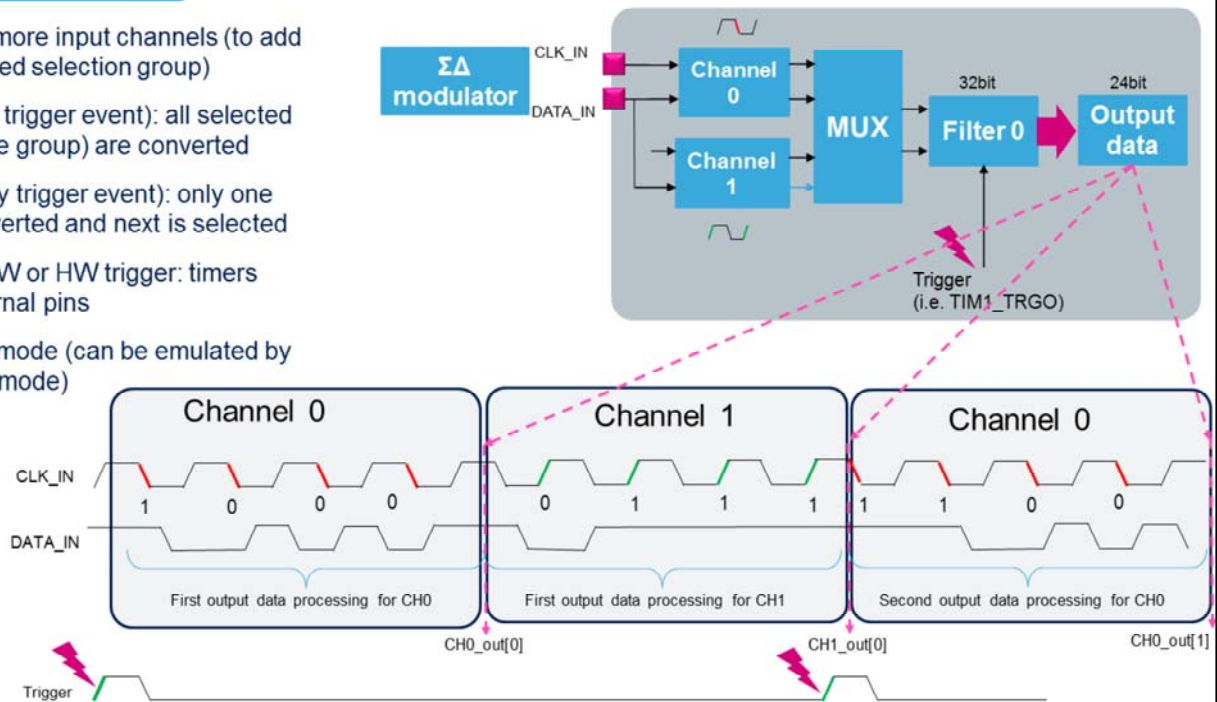 more input channels (to add
ed selection group)
trigger event): all selected
e group) are converted
y trigger event): only one
verted and next is selected
W or HW trigger: timers
rnal pins
mode (can be emulated by
mode)
ΣΔ
modulator
CLK_IN
DATA_IN
Channel
0
Channel
1
MUX
32bit
Filter 0
24bit
Output
data
Trigger
(i.e. TIM1_TRGO)
Channel 0
Channel 1
Channel 0
CLK_IN
1 0 0 0 0 1 1 1 1 1 0 0
DATA_IN
First output data processing for CH0
First output data processing for CH1
Second output data processing for CH0
CH0_out[0]
CH1_out[0]
CH0_out[1]
Trigger